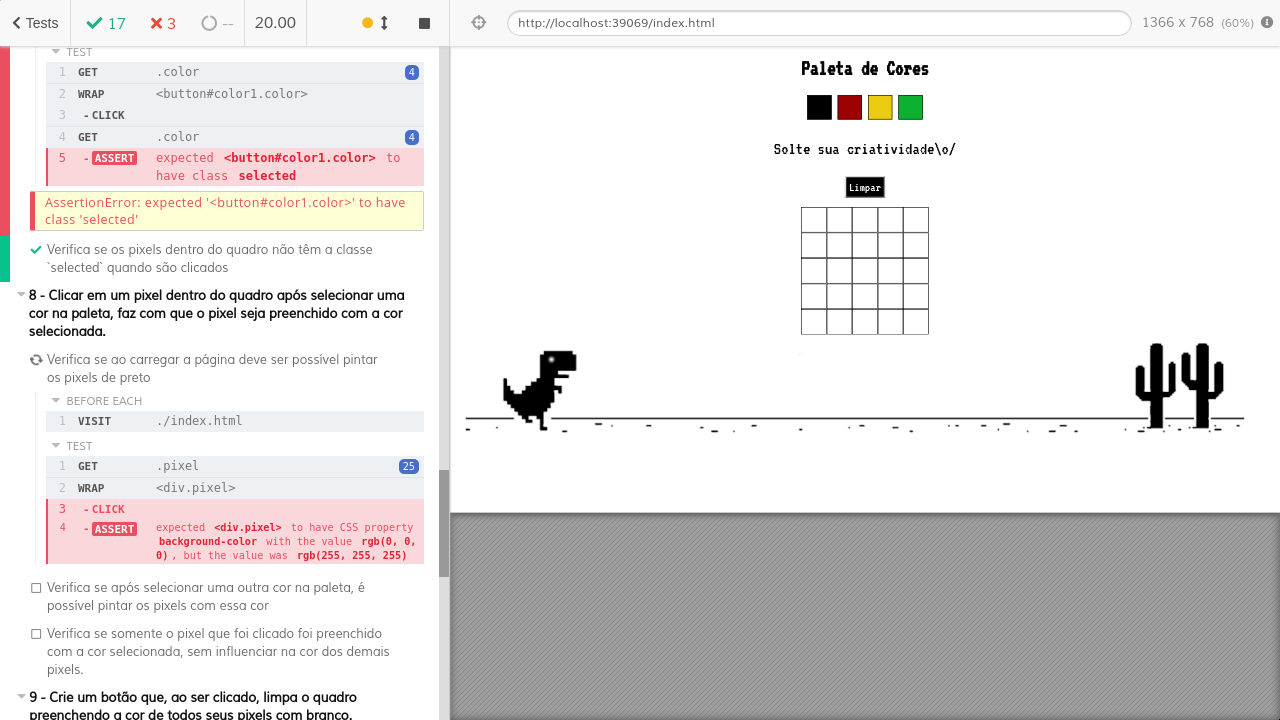 Tests 17 3 -- 20.00
http://localhost:39069/index.html 1366 x 768 (60%)
TEST
1 GET .color 4
2 WRAP <button#color1.color>
3 -CLICK
4 GET .color 4
5 -ASSERT expected <button#color1.color> to
have class selected
AssertionError: expected '<button#color1.color>' to have
class 'selected'
Verifica se os pixels dentro do quadro não têm a classe
`selected` quando são clicados
8 - Clicar em um pixel dentro do quadro após selecionar uma
cor na paleta, faz com que o pixel seja preenchido com a cor
selecionada.
Verifica se ao carregar a página deve ser possível pintar
os pixels de preto
BEFORE EACH
1 VISIT ./index.html
TEST
1 GET .pixel 25
2 WRAP <div.pixel>
3 -CLICK
4 -ASSERT expected <div.pixel> to have CSS property
background-color with the value rgb(0, 0,
0), but the value was rgb(255, 255, 255)
Verifica se após selecionar uma outra cor na paleta, é
possível pintar os pixels com essa cor
Verifica se somente o pixel que foi clicado foi preenchido
com a cor selecionada, sem influenciar na cor dos demais
pixels.
9 - Crie um botão que, ao ser clicado, limpa o quadro
preenchendo a cor de todos seus pixels com branco.
Paleta de Cores
Solte sua criatividade\o/
Limpar